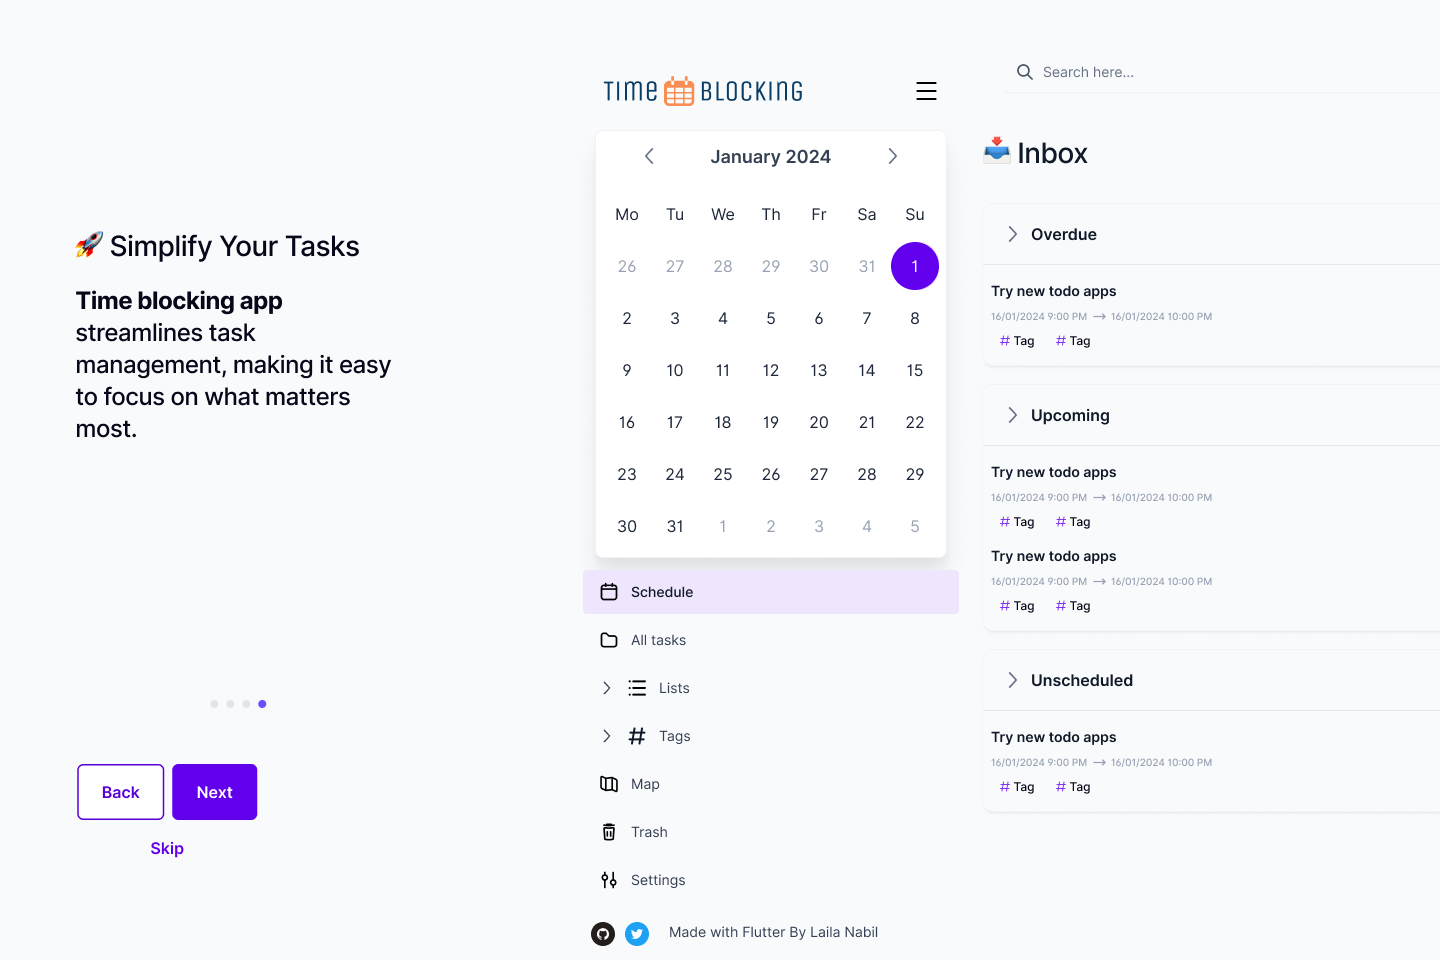 🚀 Simplify Your Tasks
Time blocking app
streamlines task
management, making it easy
to focus on what matters
most.
Back
Next
Skip
TIME BLOCKING
January 2024
Mo Tu We Th Fr Sa Su
26 27 28 29 30 31 1
2 3 4 5 6 7 8
9 10 11 12 13 14 15
16 17 18 19 20 21 22
23 24 25 26 27 28 29
30 31 1 2 3 4 5
Schedule
All tasks
Lists
Tags
Map
Trash
Settings
Made with Flutter By Laila Nabil
Search here...
📥 Inbox
Overdue
Try new todo apps
16/01/2024 9:00 PM → 16/01/2024 10:00 PM
# Tag # Tag
Upcoming
Try new todo apps
16/01/2024 9:00 PM → 16/01/2024 10:00 PM
# Tag # Tag
Try new todo apps
16/01/2024 9:00 PM → 16/01/2024 10:00 PM
# Tag # Tag
Unscheduled
Try new todo apps
16/01/2024 9:00 PM → 16/01/2024 10:00 PM
# Tag # Tag